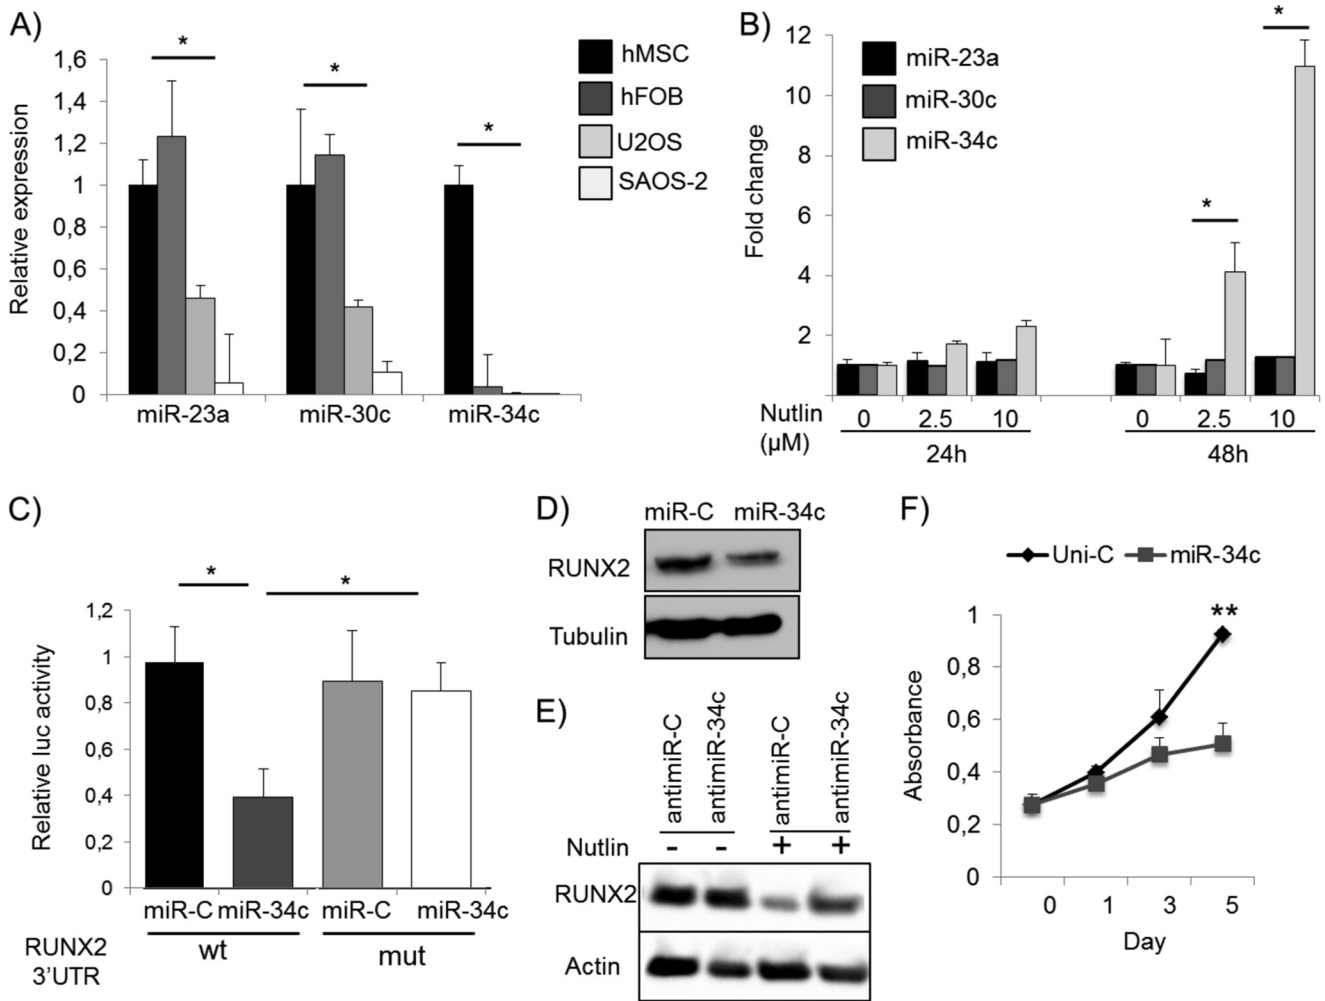 A)
*
*
*
1,6
1,4
1,2
1
0,8
0,6
0,4
0,2
0
Relative expression
miR-23a
miR-30c
miR-34c
hMSC
hFOB
U2OS
SAOS-2
B)
*
*
12
10
8
6
4
2
Fold change
miR-23a
miR-30c
miR-34c
Nutlin
(μM)
0 2.5 10
24h
0 2.5 10
48h
C)
*
*
1,2
1
0,8
0,6
0,4
0,2
0
Relative luc activity
miR-C miR-34c miR-C miR-34c
RUNX2
3'UTR
wt
mut
D)
miR-C miR-34c
RUNX2
Tubulin
E)
antimiR-C
antimiR-34c
antimiR-C
antimiR-34c
Nutlin - - + +
RUNX2
Actin
F)
Uni-C miR-34c
**
1
0,8
0,6
0,4
0,2
0
Absorbance
0 1 3 5
Day